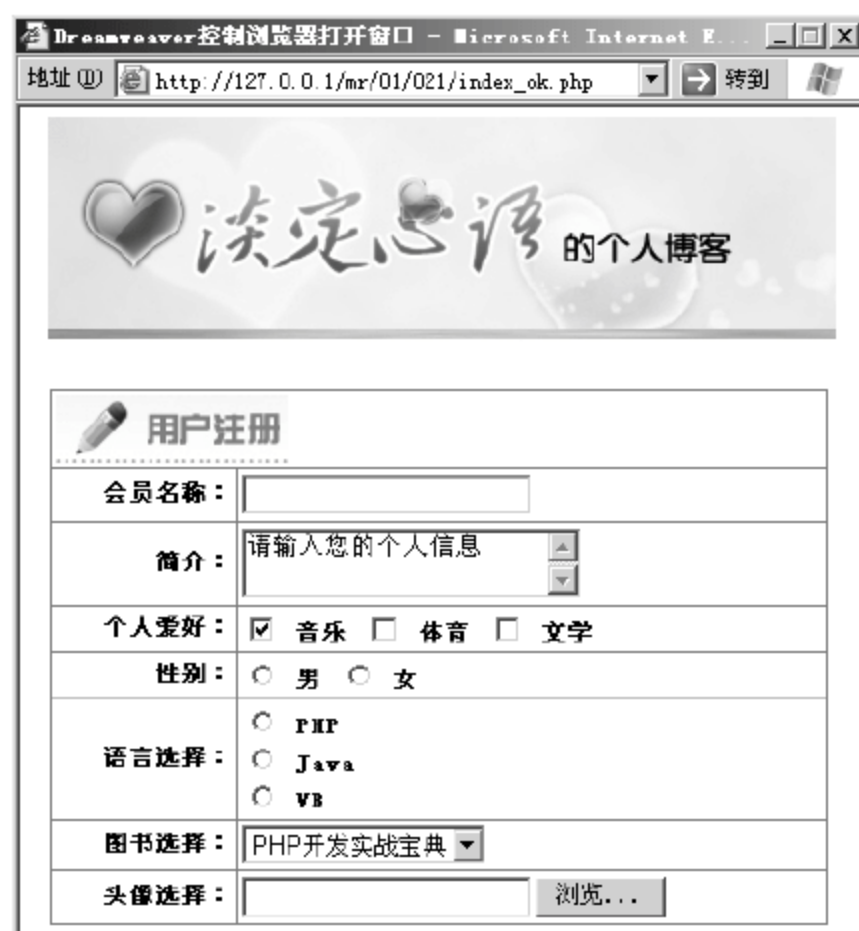 Dreamweaver控制浏览器打开窗口 - Microsoft Internet E...
地址(D) http://127.0.0.1/mr/01/021/index_ok.php 转到
淡定心语 的个人博客
用户注册
会员名称：
简介： 请输入您的个人信息
个人爱好： 音乐 体育 文学
性别： 男 女
PHP
语言选择： Java
VB
图书选择： PHP开发实战宝典
头像选择： 浏览...